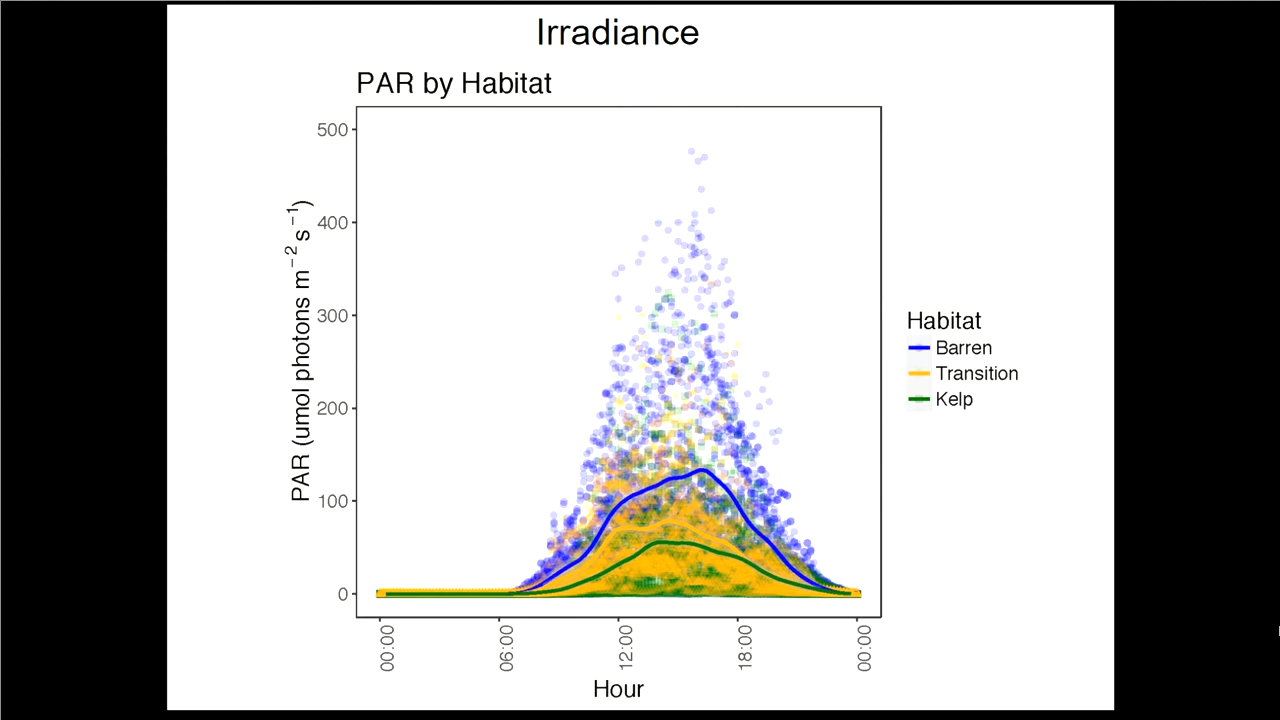 Irradiance
PAR by Habitat
500
400
300
200
100
0
PAR (umol photons m⁻² s⁻¹)
00:00
06:00
12:00
18:00
00:00
Hour
Habitat
Barren
Transition
Kelp